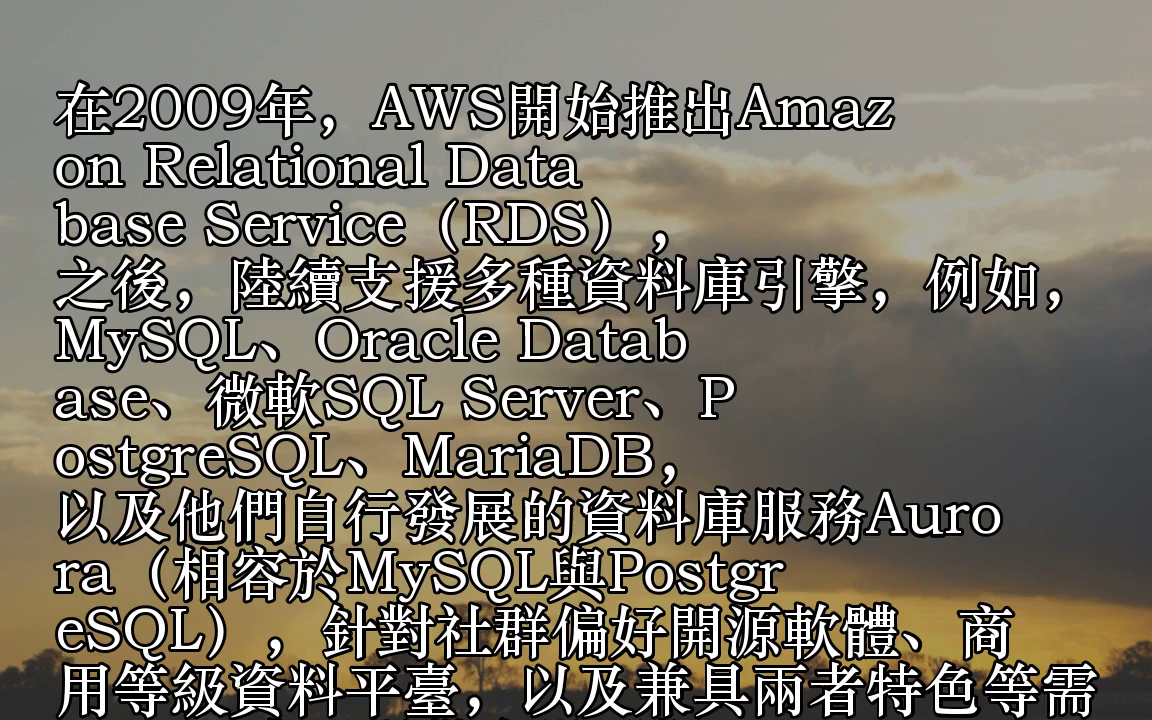 在2009年，AWS開始推出Amaz
on Relational Data
base Service（RDS），
之後，陸續支援多種資料庫引擎，例如，
MySQL、Oracle Datab
ase、微軟SQL Server、P
ostgreSQL、MariaDB，
以及他們自行發展的資料庫服務Auro
ra（相容於MySQL與Postgr
eSQL），針對社群偏好開源軟體、商
用等級資料平臺，以及兼具兩者特色等需